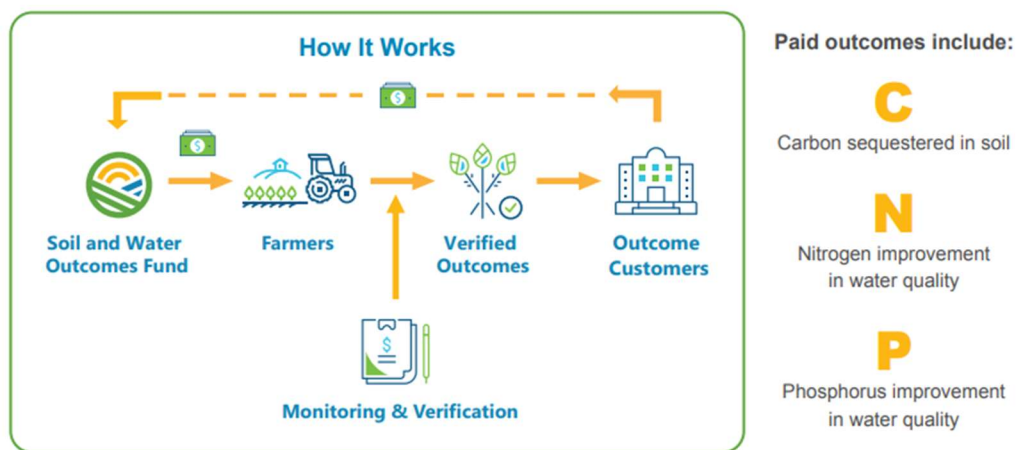 How It Works
$
$
Soil and Water
Outcomes Fund
Farmers
Verified
Outcomes
Outcome
Customers
$
Monitoring & Verification
Paid outcomes include:
C
Carbon sequestered in soil
N
Nitrogen improvement
in water quality
P
Phosphorus improvement
in water quality